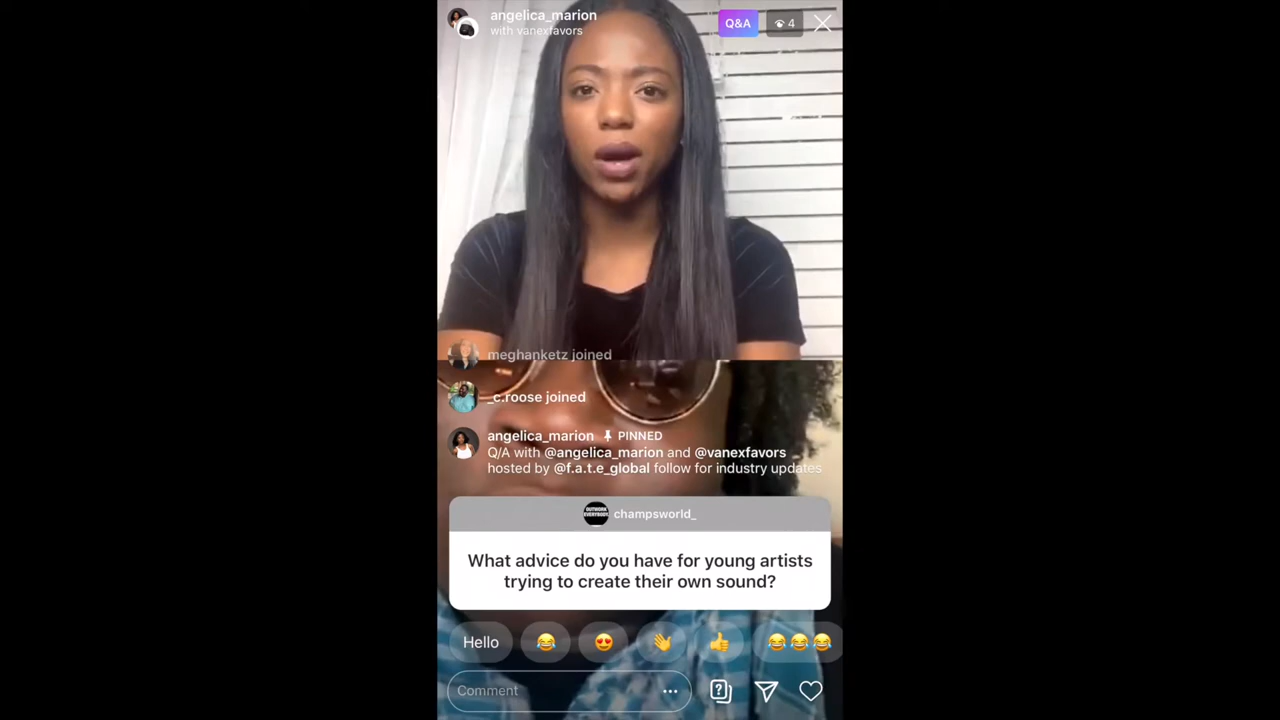 angelica_marion
with vanexfavors
Q&A
4
meghanketz joined
_c.roose joined
angelica_marion PINNED
Q/A with @angelica_marion and @vanexfavors
hosted by @f.a.t.e_global follow for industry updates
OUTWORK
EVERYBODY.
champsworld_
What advice do you have for young artists
trying to create their own sound?
Hello
Comment